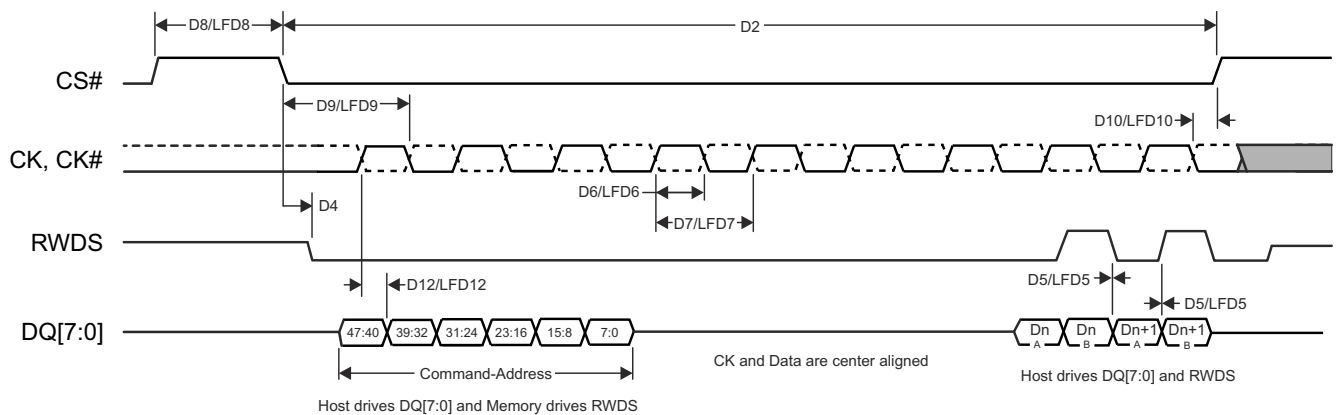 D8/LFD8
D2
CS#
D9/LFD9
D10/LFD10
CK, CK#
D6/LFD6
D4
D7/LFD7
RWDS
D12/LFD12
D5/LFD5
D5/LFD5
DQ[7:0]
47:40 39:32 31:24 23:16 15:8 7:0
Dn Dn Dn+1 Dn+1
A B A B
Command-Address
CK and Data are center aligned
Host drives DQ[7:0] and RWDS
Host drives DQ[7:0] and Memory drives RWDS